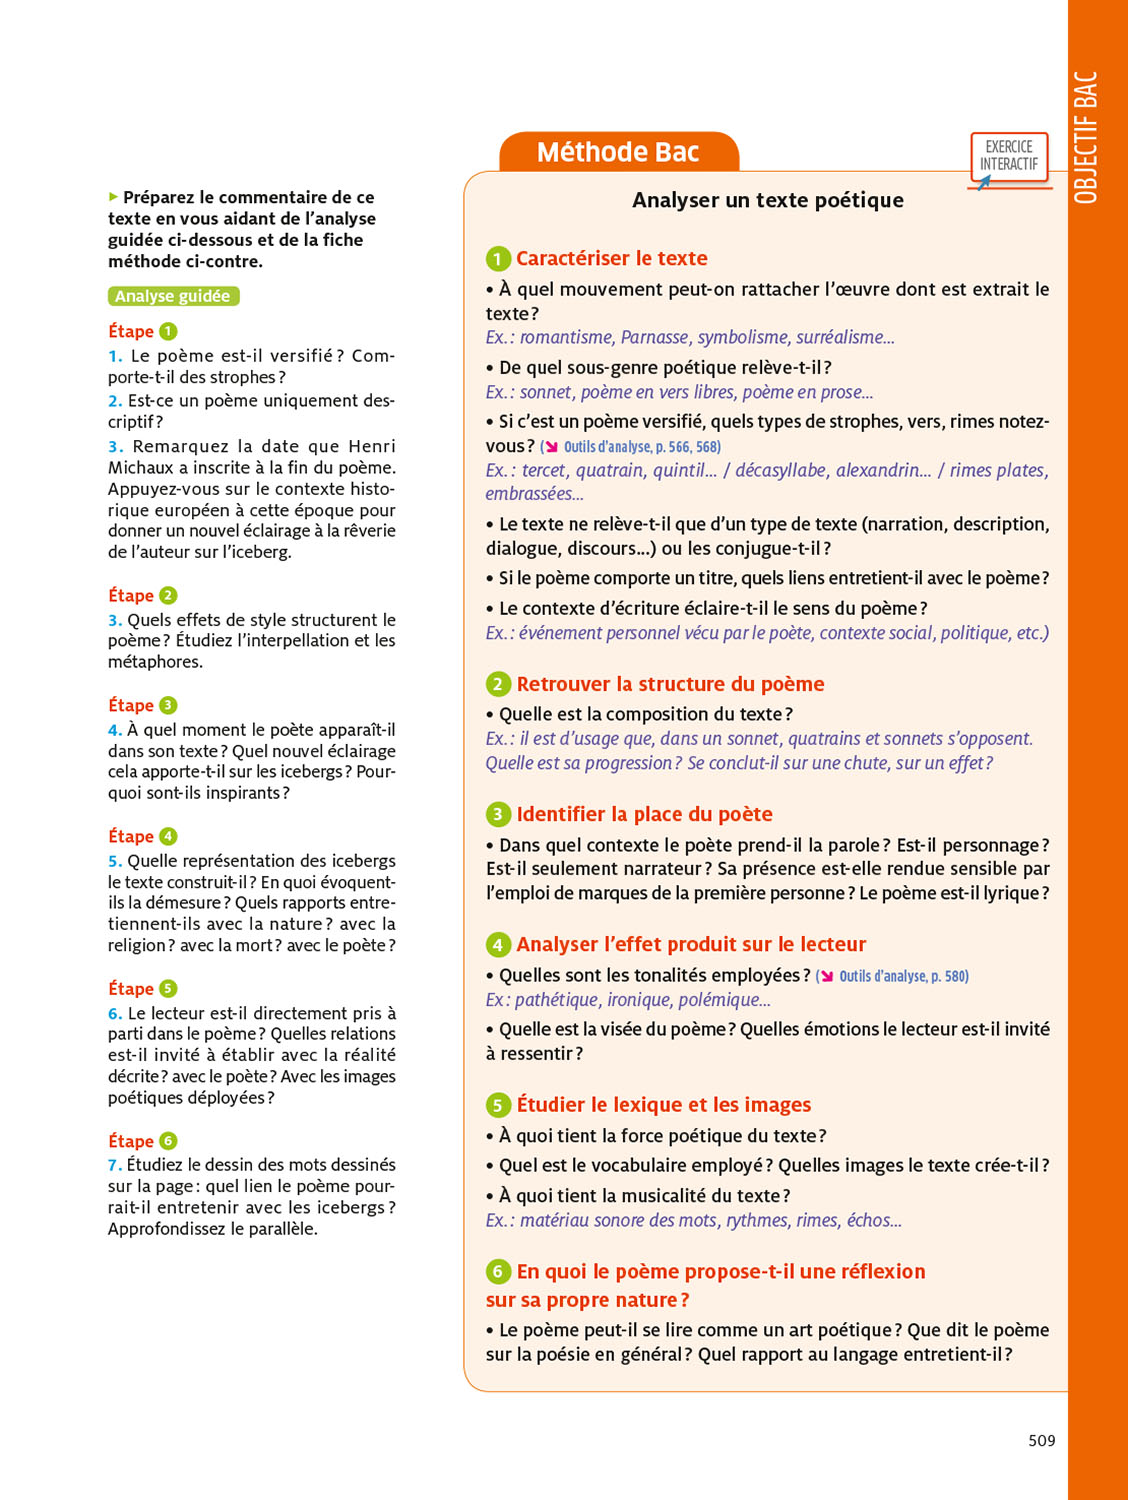 OBJECTIF BAC
▸ Préparez le commentaire de ce
texte en vous aidant de l'analyse
guidée ci-dessous et de la fiche
méthode ci-contre.
Analyse guidée
Étape 1
1. Le poème est-il versifié ? Com-
porte-t-il des strophes ?
2. Est-ce un poème uniquement des-
criptif ?
3. Remarquez la date que Henri
Michaux a inscrite à la fin du poème.
Appuyez-vous sur le contexte histo-
rique européen à cette époque pour
donner un nouvel éclairage à la rêverie
de l'auteur sur l'iceberg.
Étape 2
3. Quels effets de style structurent le
poème ? Étudiez l'interpellation et les
métaphores.
Étape 3
4. À quel moment le poète apparaît-il
dans son texte ? Quel nouvel éclairage
cela apporte-t-il sur les icebergs ? Pour-
quoi sont-ils inspirants ?
Étape 4
5. Quelle représentation des icebergs
le texte construit-il ? En quoi évoquent-
ils la démesure ? Quels rapports entre-
tiennent-ils avec la nature ? avec la
religion ? avec la mort ? avec le poète ?
Étape 5
6. Le lecteur est-il directement pris à
parti dans le poème ? Quelles relations
est-il invité à établir avec la réalité
décrite ? avec le poète ? Avec les images
poétiques déployées ?
Étape 6
7. Étudiez le dessin des mots dessinés
sur la page : quel lien le poème pour-
rait-il entretenir avec les icebergs ?
Approfondissez le parallèle.
Méthode Bac
EXERCICE
INTERACTIF
Analyser un texte poétique
1 Caractériser le texte
• À quel mouvement peut-on rattacher l'œuvre dont est extrait le
texte ?
Ex. : romantisme, Parnasse, symbolisme, surréalisme...
• De quel sous-genre poétique relève-t-il ?
Ex. : sonnet, poème en vers libres, poème en prose...
• Si c'est un poème versifié, quels types de strophes, vers, rimes notez-
vous ? (↘ Outils d'analyse, p. 566, 568)
Ex. : tercet, quatrain, quintil... / décasyllabe, alexandrin... / rimes plates,
embrassées...
• Le texte ne relève-t-il que d'un type de texte (narration, description,
dialogue, discours...) ou les conjugue-t-il ?
• Si le poème comporte un titre, quels liens entretient-il avec le poème ?
• Le contexte d'écriture éclaire-t-il le sens du poème ?
Ex. : événement personnel vécu par le poète, contexte social, politique, etc.)
2 Retrouver la structure du poème
• Quelle est la composition du texte ?
Ex. : il est d'usage que, dans un sonnet, quatrains et sonnets s'opposent.
Quelle est sa progression ? Se conclut-il sur une chute, sur un effet ?
3 Identifier la place du poète
• Dans quel contexte le poète prend-il la parole ? Est-il personnage ?
Est-il seulement narrateur ? Sa présence est-elle rendue sensible par
l'emploi de marques de la première personne ? Le poème est-il lyrique ?
4 Analyser l'effet produit sur le lecteur
• Quelles sont les tonalités employées ? (↘ Outils d'analyse, p. 580)
Ex : pathétique, ironique, polémique...
• Quelle est la visée du poème ? Quelles émotions le lecteur est-il invité
à ressentir ?
5 Étudier le lexique et les images
• À quoi tient la force poétique du texte ?
• Quel est le vocabulaire employé ? Quelles images le texte crée-t-il ?
• À quoi tient la musicalité du texte ?
Ex. : matériau sonore des mots, rythmes, rimes, échos...
6 En quoi le poème propose-t-il une réflexion
sur sa propre nature ?
• Le poème peut-il se lire comme un art poétique ? Que dit le poème
sur la poésie en général ? Quel rapport au langage entretient-il ?
509